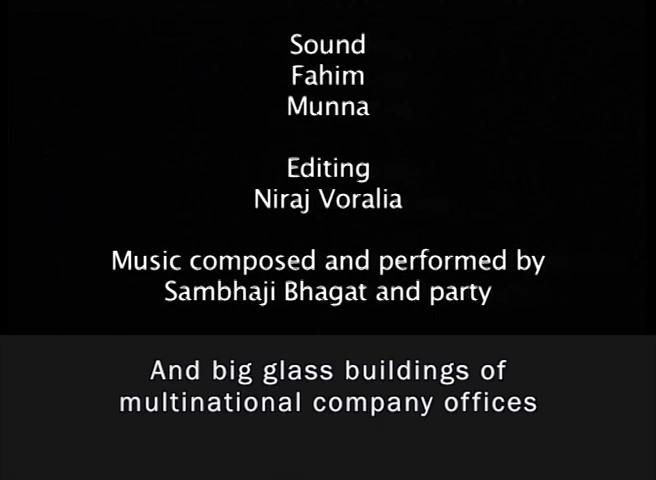 Sound
Fahim
Munna
Editing
Niraj Voralia
Music composed and performed by
Sambhaji Bhagat and party
And big glass buildings of
multinational company offices